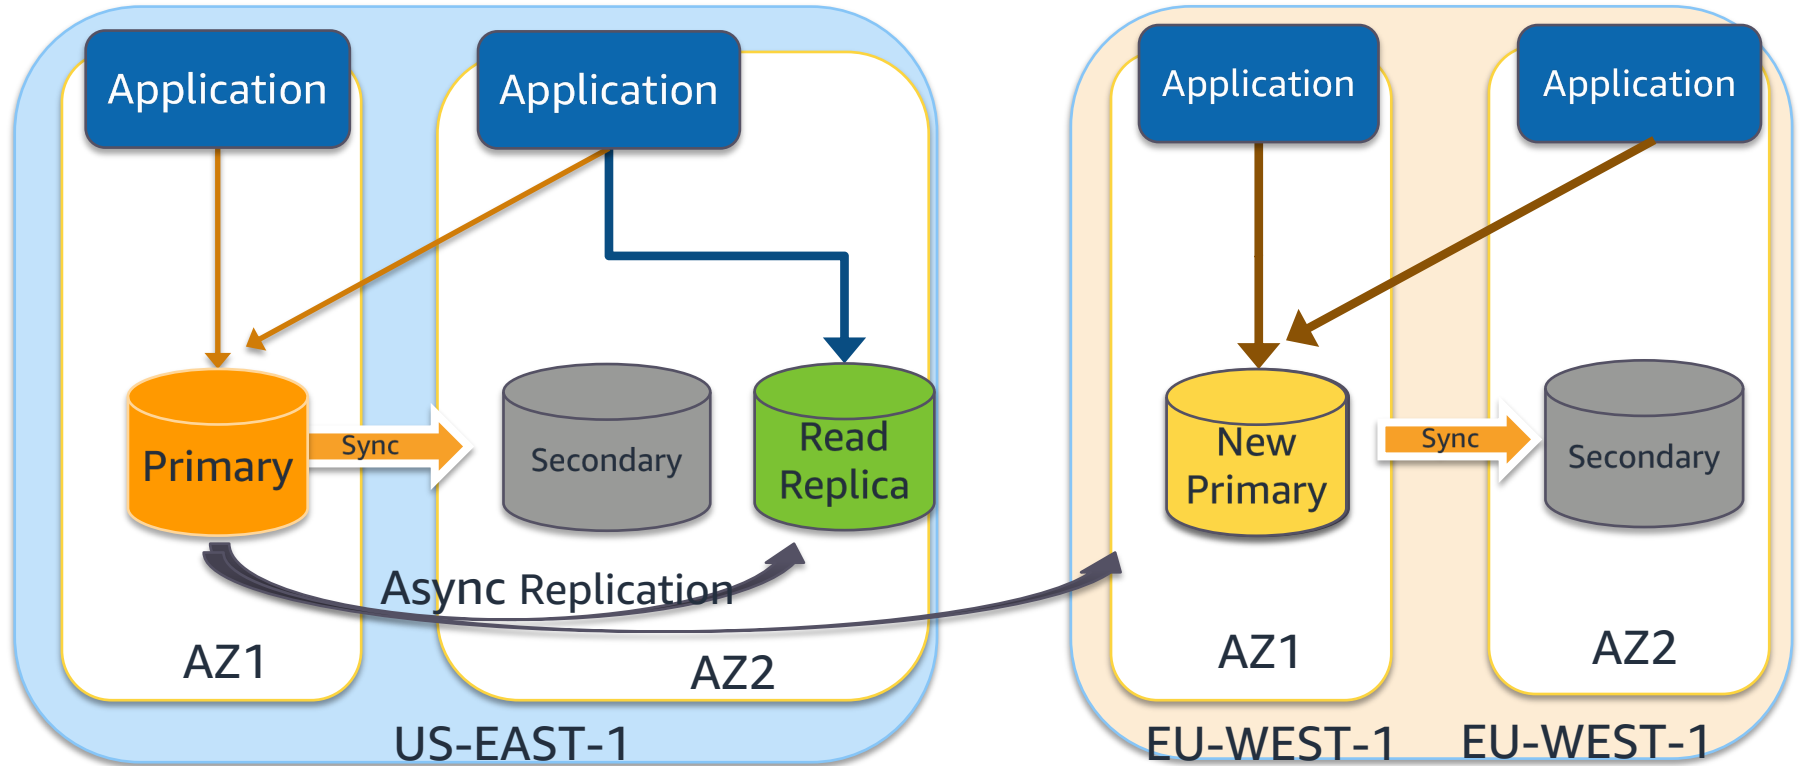 Application
Application
Application
Application
Primary
Sync
Secondary
Read
Replica
New
Primary
Sync
Secondary
Async Replication
AZ1
AZ2
AZ1
AZ2
US-EAST-1
EU-WEST-1
EU-WEST-1